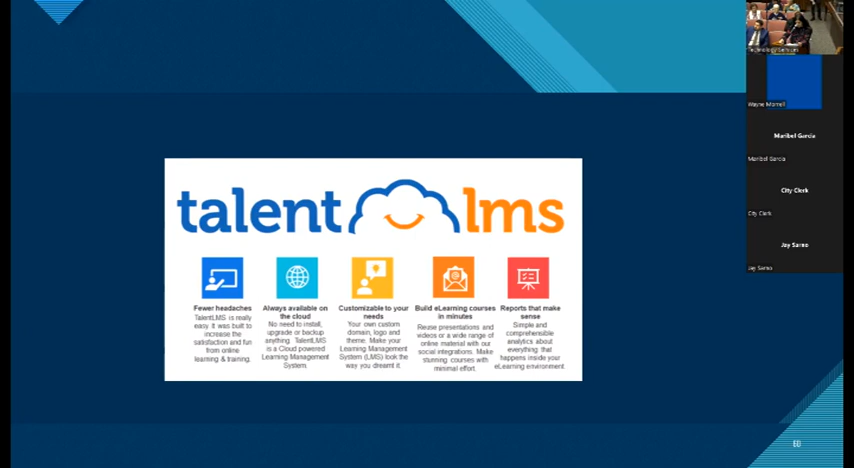 Technology Services
Wayne Morrell
Maribel Garcia
Maribel Garcia
City Clerk
City Clerk
Jay Sarno
Jay Sarno
talent lms
Fewer headaches
TalentLMS is really
easy it was built to
increase the
satisfaction and fun
from online
learning & training.
Always available on
the cloud
No need to install,
upgrade or backup
anything. TalentLMS
is a Cloud powered
Learning Management
System.
Customizable to your
needs
Your own custom
domain, logo and
theme. Make your
Learning Management
System (LMS) look the
way you dreamt it.
Build eLearning courses
in minutes
Reuse presentations and
videos or a wide range of
online material with our
social integrations. Make
stunning courses with
minimal effort.
Reports that make
sense
Simple and
comprehensible
analytics about
everything that
happens inside your
eLearning environment.